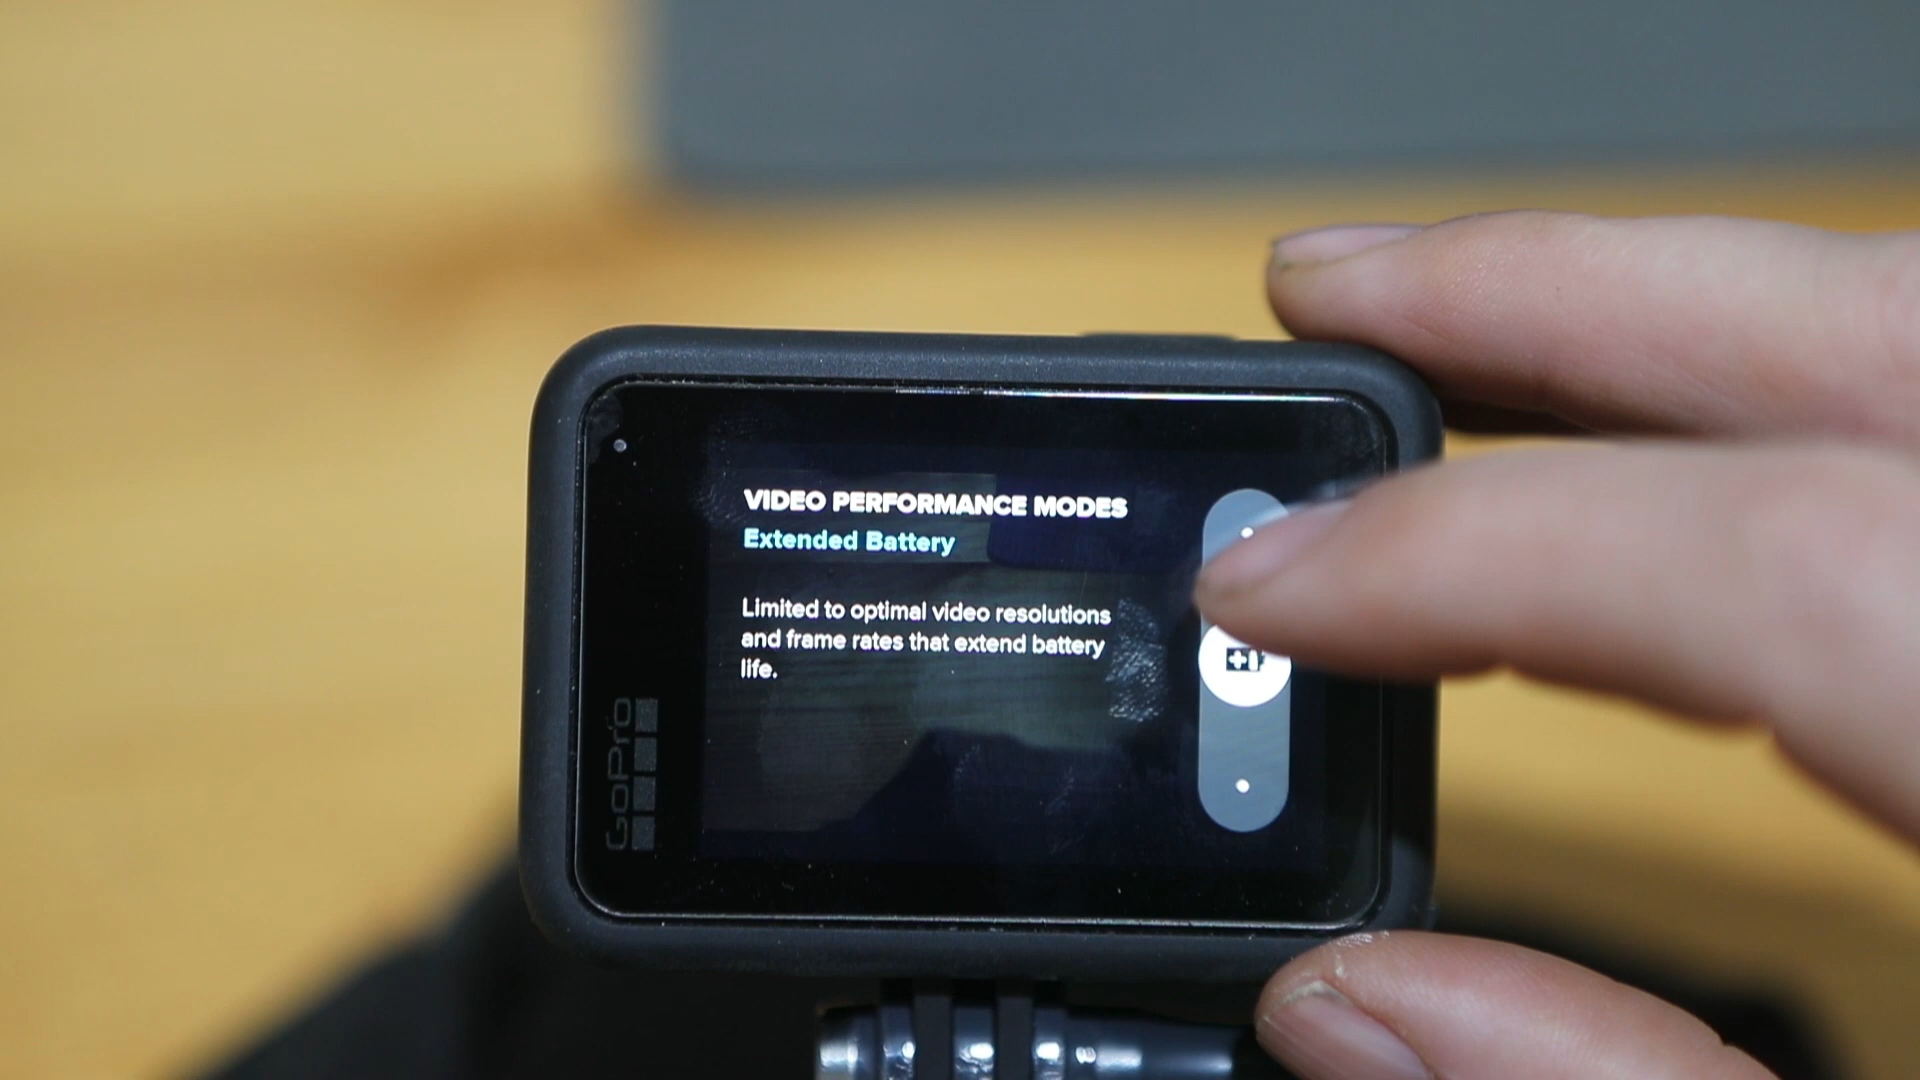 VIDEO PERFORMANCE MODES
Extended Battery
Limited to optimal video resolutions
and frame rates that extend battery
life.
GoPro